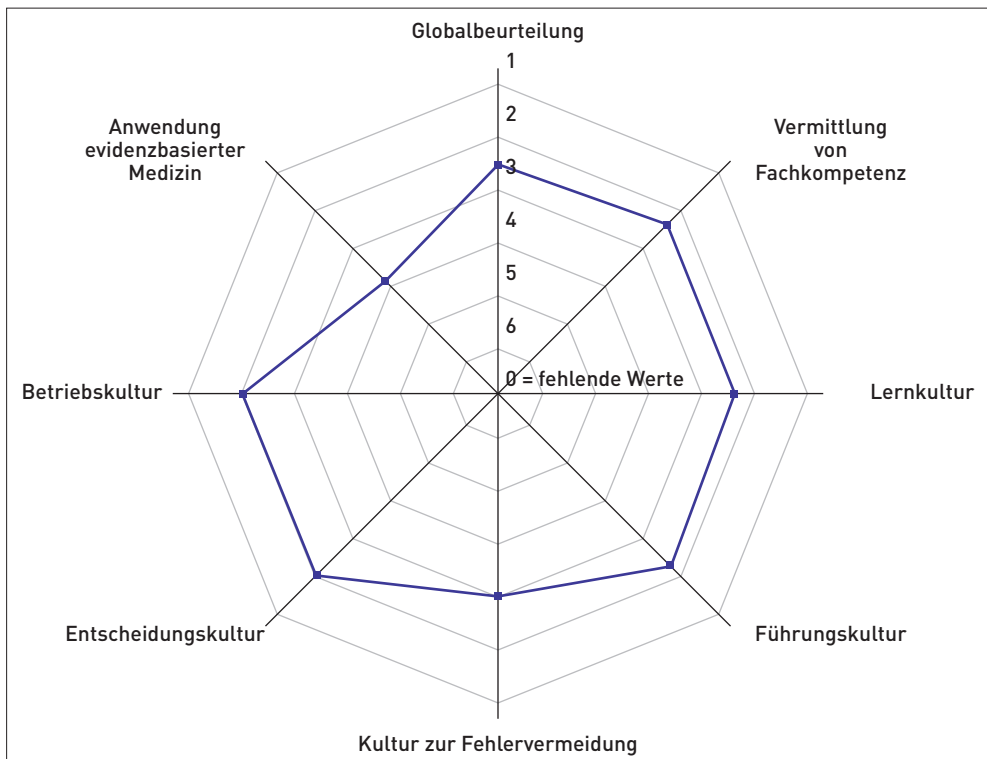 Globalbeurteilung
1
2
3
4
5
6
0 = fehlende Werte
Vermittlung
von
Fachkompetenz
Lernkultur
Führungskultur
Kultur zur Fehlervermeidung
Entscheidungskultur
Betriebskultur
Anwendung
evidenzbasierter
Medizin